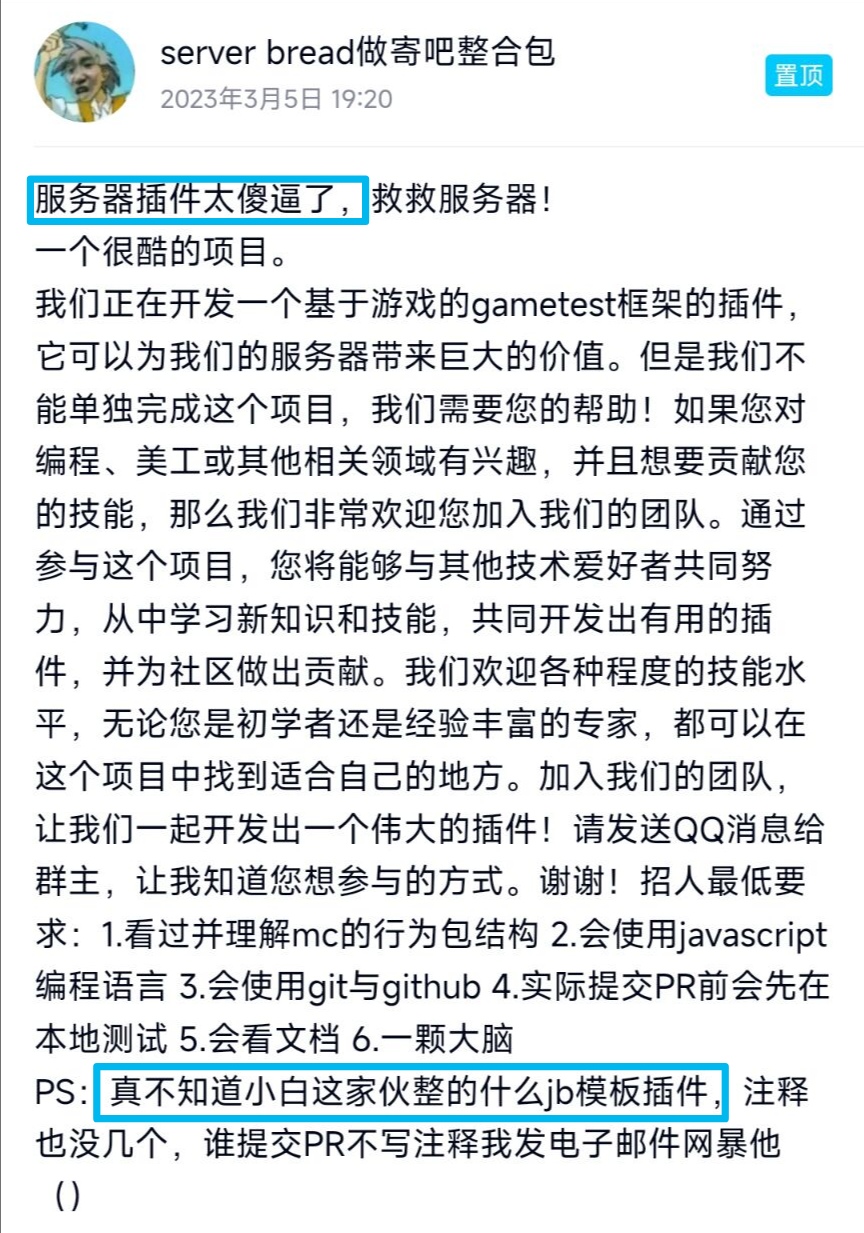 server bread做寄吧整合包
2023年3月5日 19:20
置顶
服务器插件太傻逼了，救救服务器！
一个很酷的项目。
我们正在开发一个基于游戏的gametest框架的插件，
它可以为我们的服务器带来巨大的价值。但是我们不
能单独完成这个项目，我们需要您的帮助！如果您对
编程、美工或其他相关领域有兴趣，并且想要贡献您
的技能，那么我们非常欢迎您加入我们的团队。通过
参与这个项目，您将能够与其他技术爱好者共同努
力，从中学习新知识和技能，共同开发出有用的插
件，并为社区做出贡献。我们欢迎各种程度的技能水
平，无论您是初学者还是经验丰富的专家，都可以在
这个项目中找到适合自己的地方。加入我们的团队，
让我们一起开发出一个伟大的插件！请发送QQ消息给
群主，让我知道您想参与的方式。谢谢！招人最低要
求：1.看过并理解mc的行为包结构 2.会使用javascript
编程语言 3.会使用git与github 4.实际提交PR前会先在
本地测试 5.会看文档 6.一颗大脑
PS：真不知道小白这家伙整的什么jb模板插件，注释
也没几个，谁提交PR不写注释我发电子邮件网暴他
（）